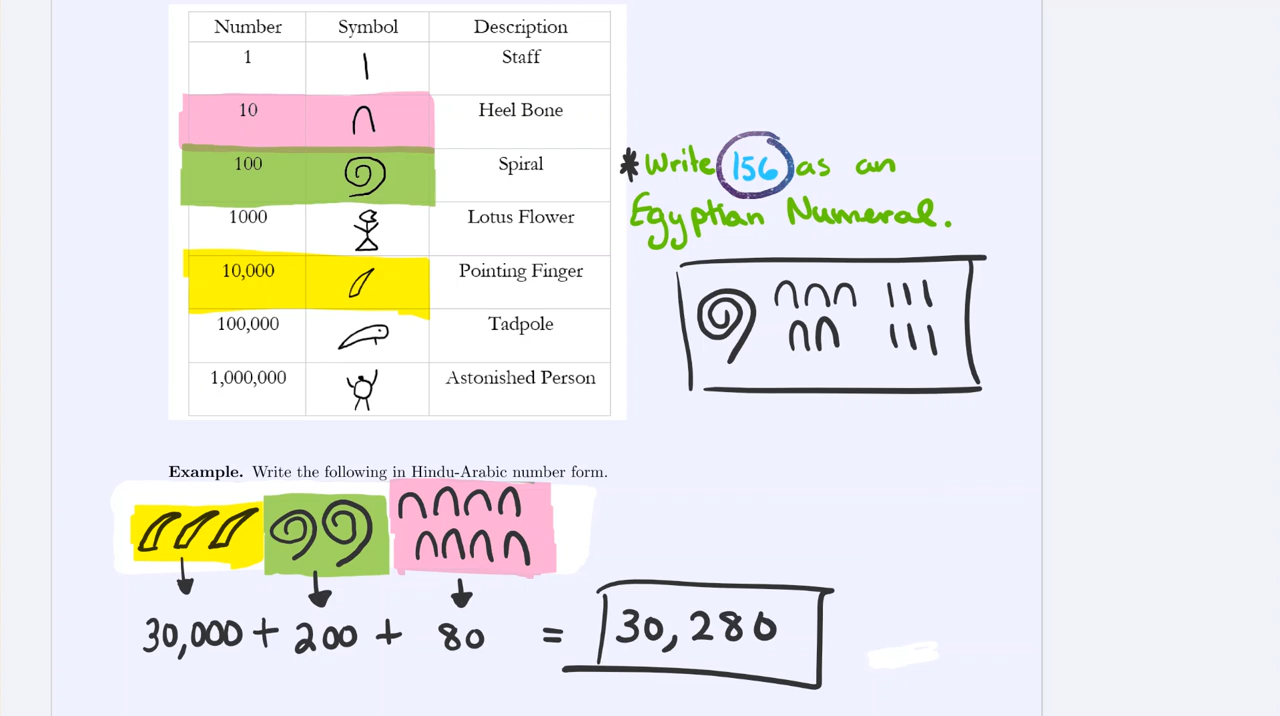 Number Symbol Description
1 Staff
10 Heel Bone
100 Spiral
1000 Lotus Flower
10,000 Pointing Finger
100,000 Tadpole
1,000,000 Astonished Person
*Write 156 as an
Egyptian Numeral.
Example. Write the following in Hindu-Arabic number form.
30,000 + 200 + 80 = 30,280